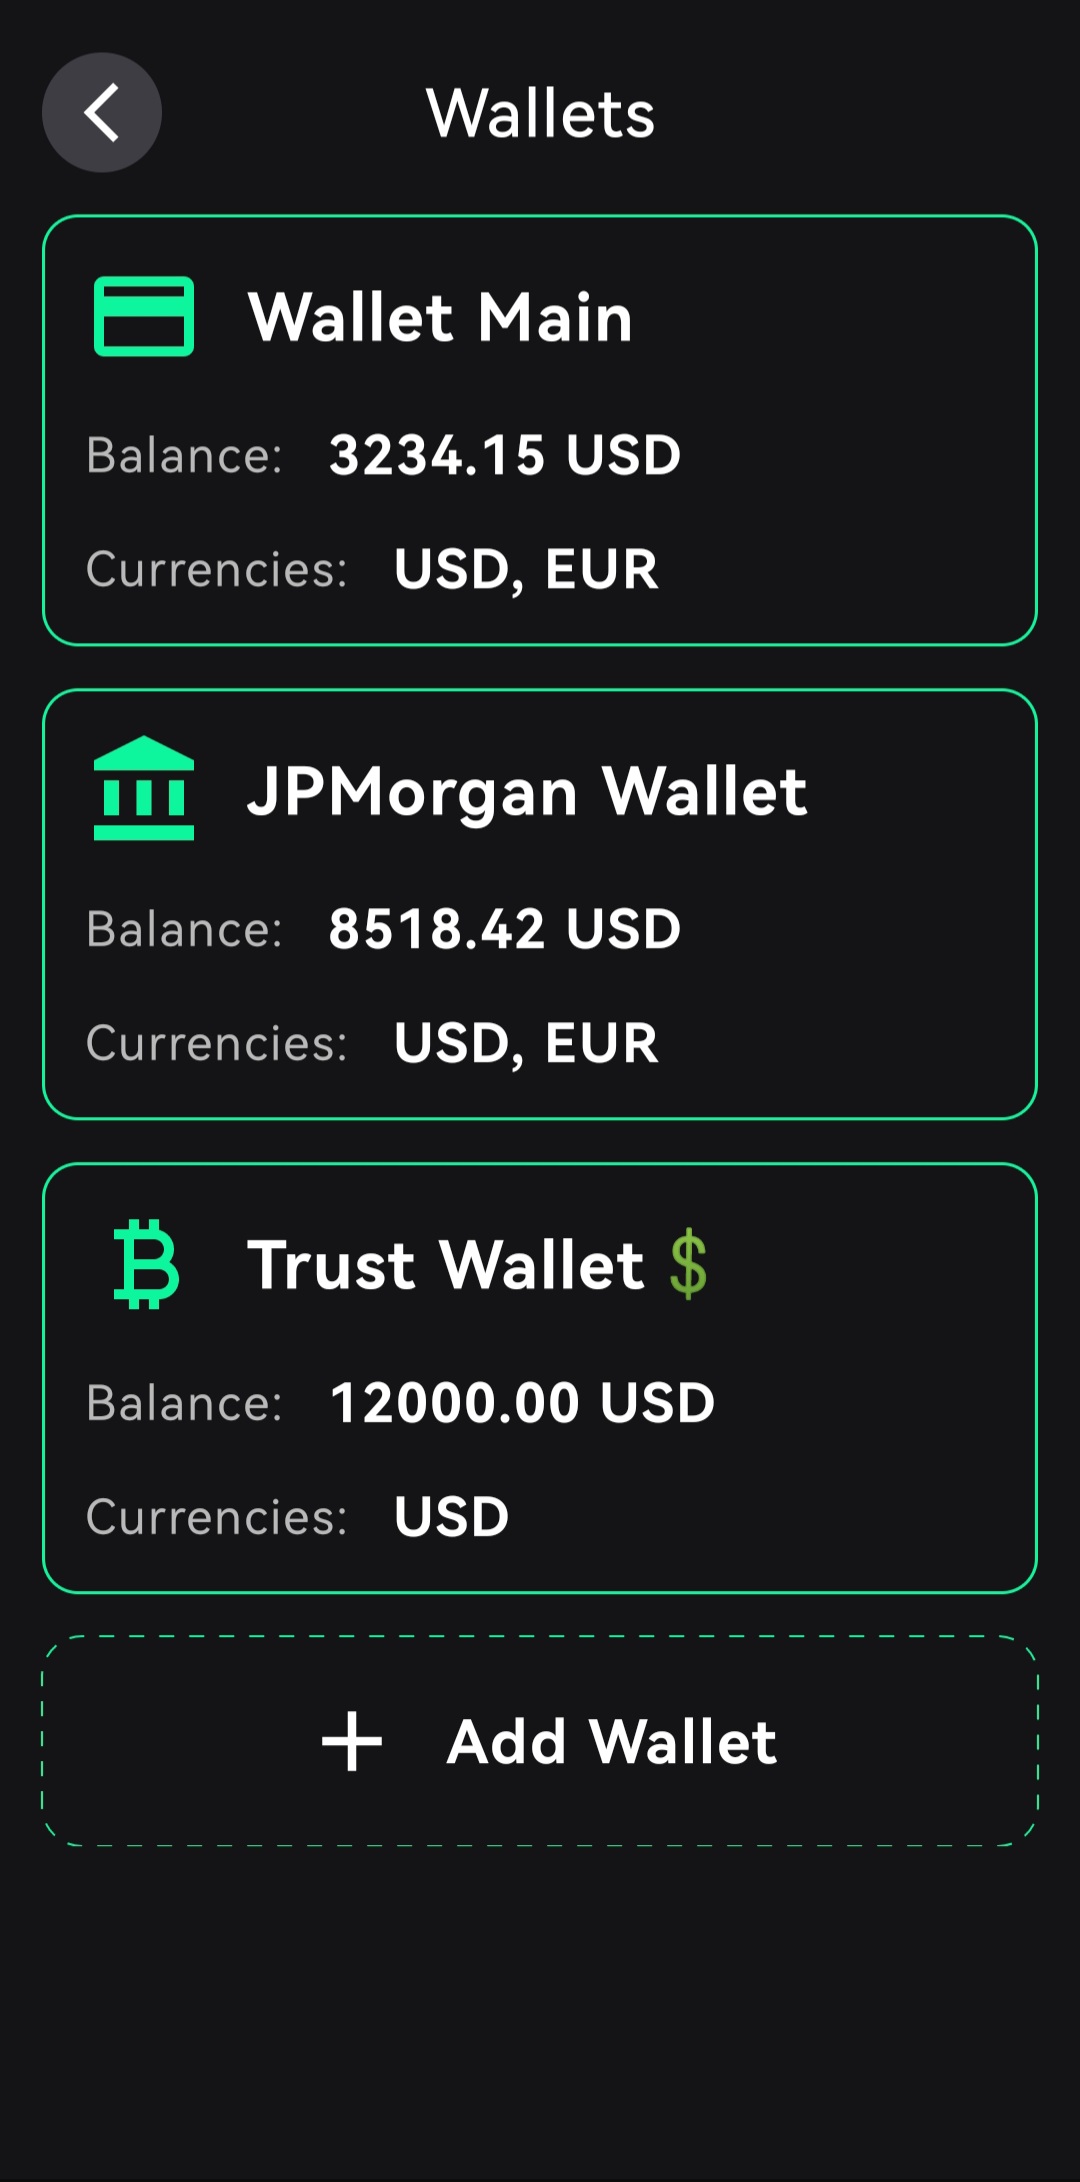 Wallets
Wallet Main
Balance: 3234.15 USD
Currencies: USD, EUR
JPMorgan Wallet
Balance: 8518.42 USD
Currencies: USD, EUR
Trust Wallet 💲
Balance: 12000.00 USD
Currencies: USD
+ Add Wallet